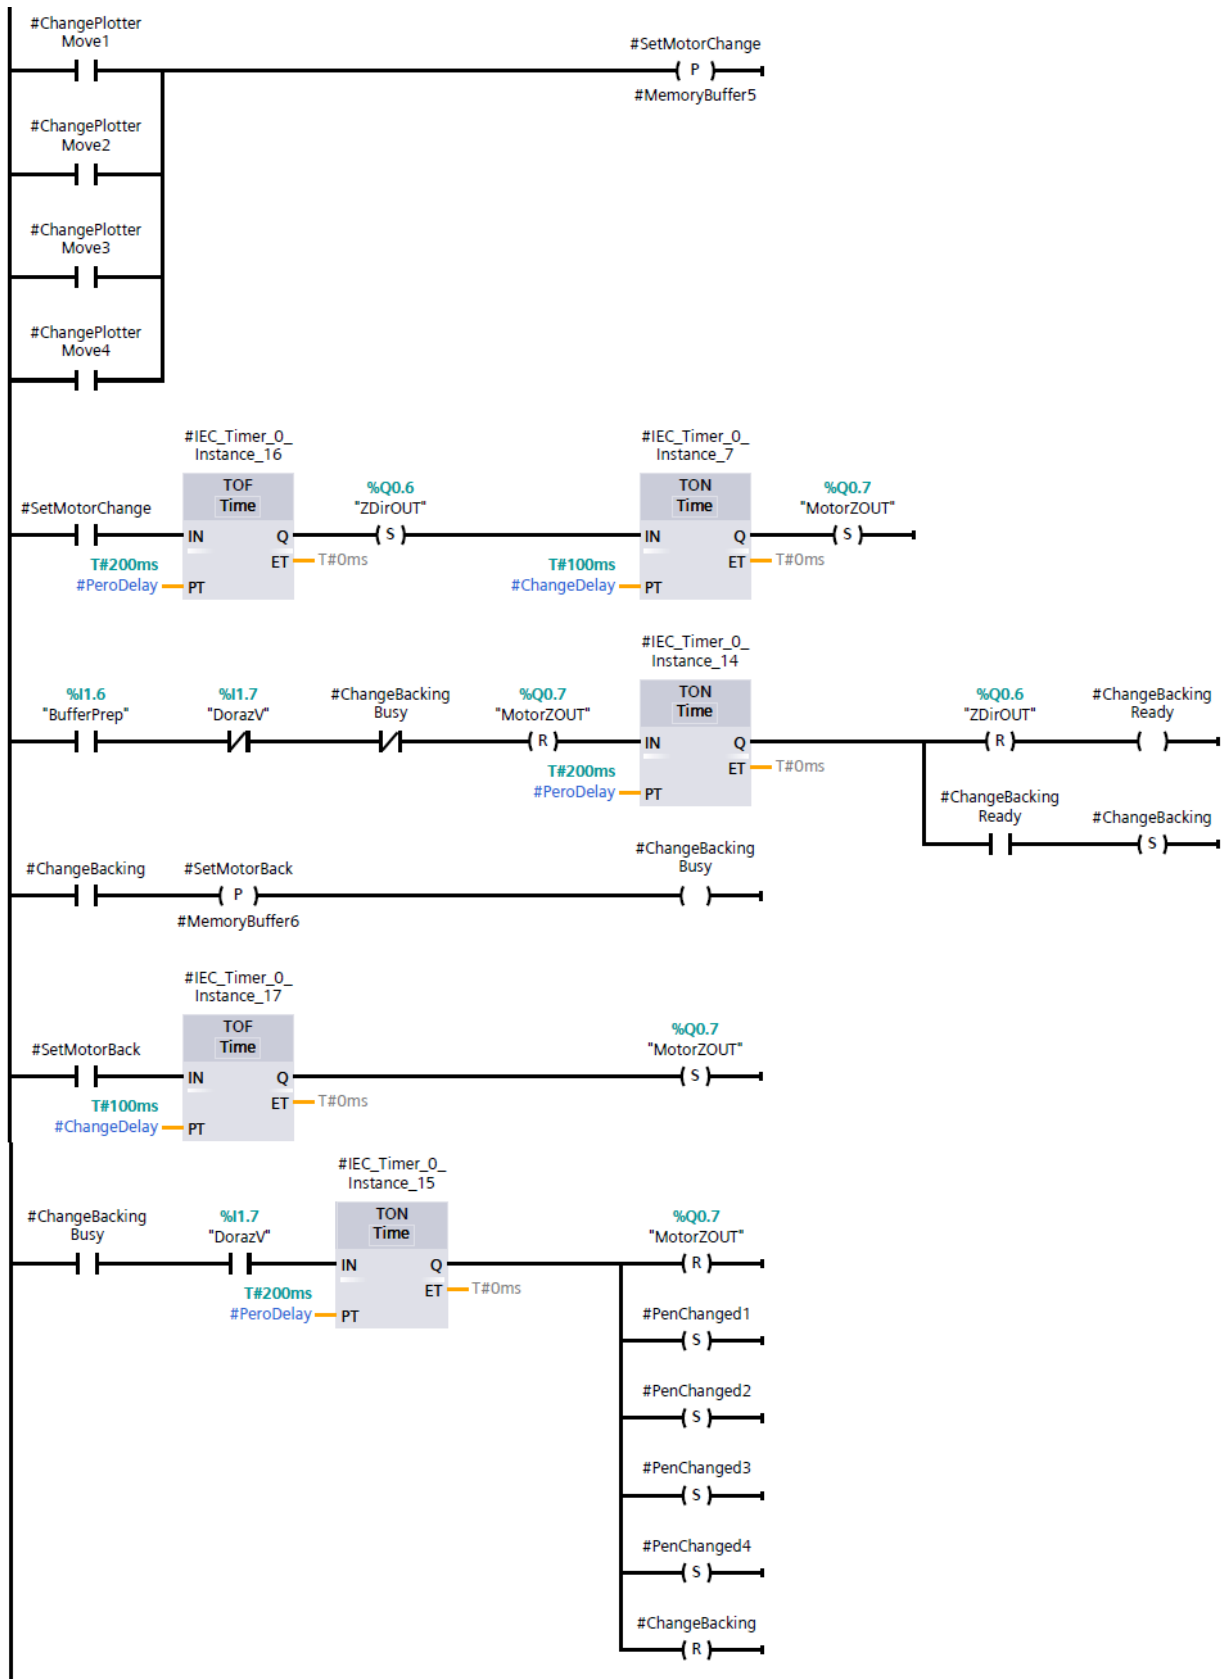 #ChangePlotter
Move1
#SetMotorChange
P
#MemoryBuffer5
#ChangePlotter
Move2
#ChangePlotter
Move3
#ChangePlotter
Move4
#IEC_Timer_0_
Instance_16
#IEC_Timer_0_
Instance_7
TOF
Time
%Q0.6
"ZDirOUT"
TON
Time
%Q0.7
"MotorZOUT"
#SetMotorChange
IN
Q
S
IN
Q
S
T#200ms
ET
T#0ms
T#100ms
ET
T#0ms
#PeroDelay
PT
#ChangeDelay
PT
#IEC_Timer_0_
Instance_14
%I1.6
"BufferPrep"
%I1.7
"DorazV"
#ChangeBacking
Busy
%Q0.7
"MotorZOUT"
TON
Time
%Q0.6
"ZDirOUT"
#ChangeBacking
Ready
R
IN
Q
R
T#200ms
ET
T#0ms
#PeroDelay
PT
#ChangeBacking
Ready
#ChangeBacking
S
#ChangeBacking
#SetMotorBack
#ChangeBacking
Busy
P
#MemoryBuffer6
#IEC_Timer_0_
Instance_17
TOF
Time
%Q0.7
"MotorZOUT"
#SetMotorBack
IN
Q
S
T#100ms
ET
T#0ms
#ChangeDelay
PT
#IEC_Timer_0_
Instance_15
#ChangeBacking
Busy
%I1.7
"DorazV"
TON
Time
%Q0.7
"MotorZOUT"
IN
Q
R
T#200ms
ET
T#0ms
#PeroDelay
PT
#PenChanged1
S
#PenChanged2
S
#PenChanged3
S
#PenChanged4
S
#ChangeBacking
R